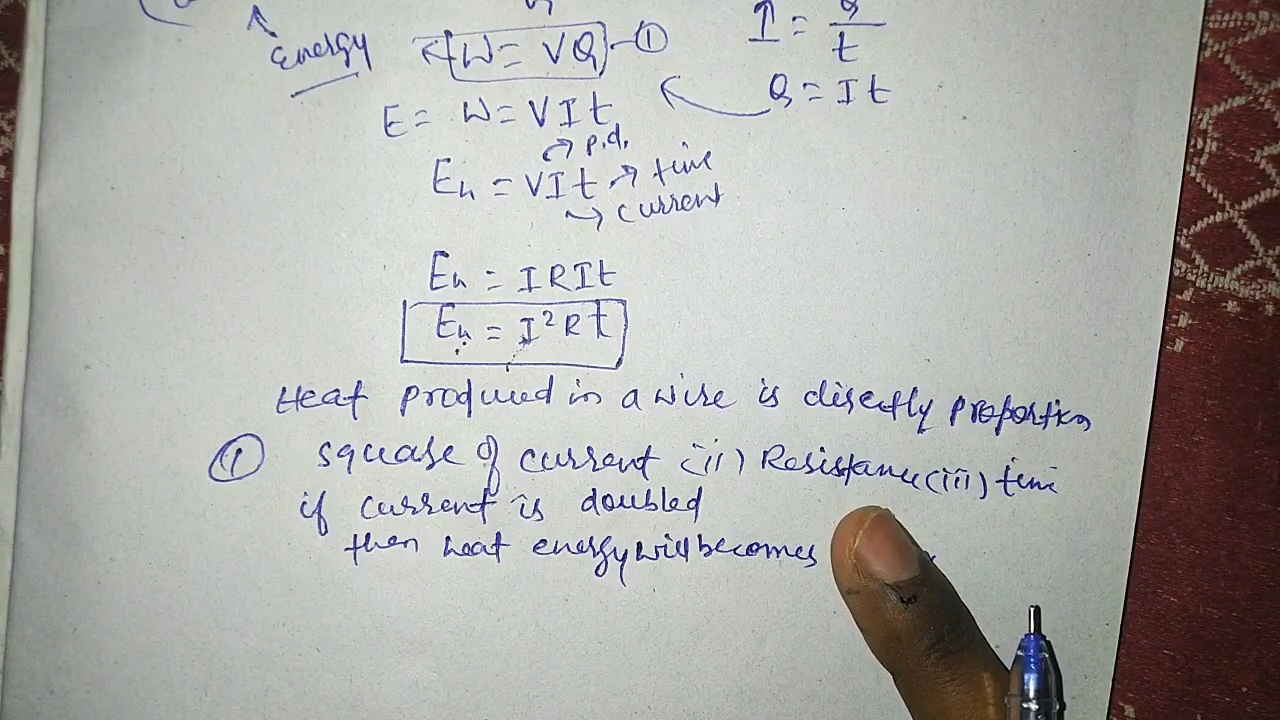 I = Q/t
Energy W = VQ - ①
Q = It
E = W = VIt
p.d.
Eh = VIt → time
→ current
Eh = IRIt
Eh = I²Rt
Heat produced in a wire is directly proportion
① square of current (ii) Resistance (iii) time
if current is doubled
then heat energy will becomes